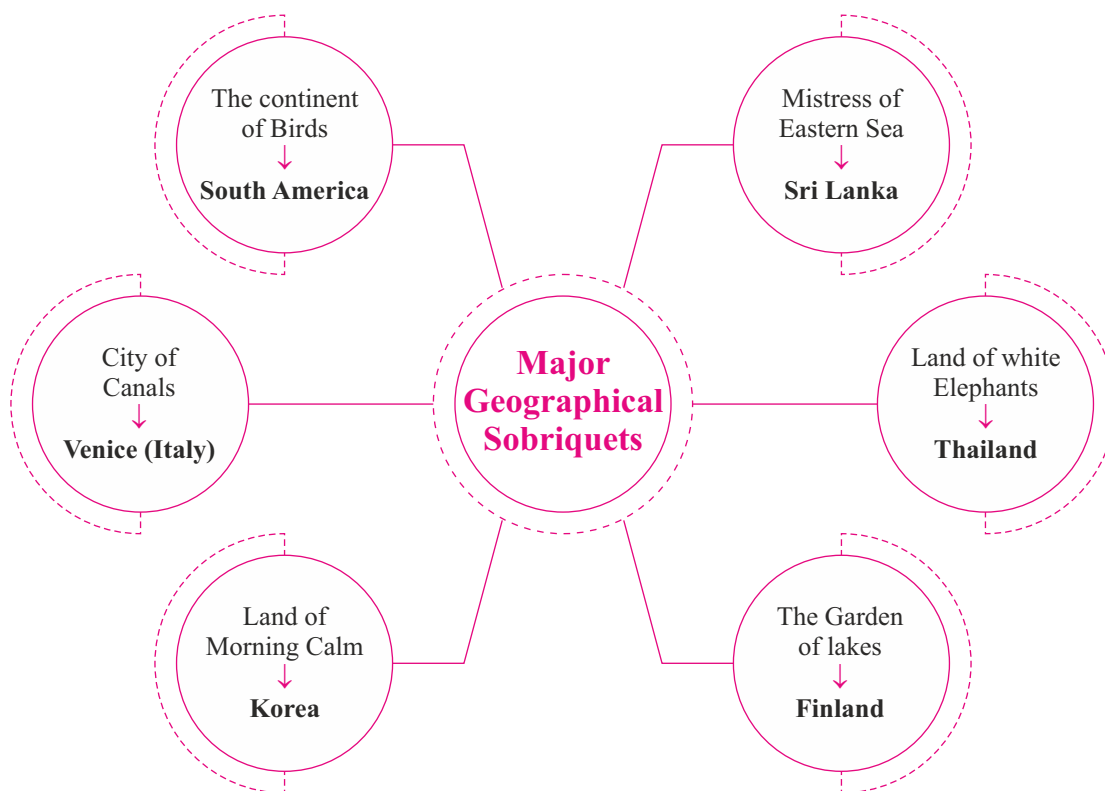 The continent
of Birds
↓
South America
Mistress of
Eastern Sea
↓
Sri Lanka
City of
Canals
↓
Venice (Italy)
Major
Geographical
Sobriquets
Land of white
Elephants
↓
Thailand
Land of
Morning Calm
↓
Korea
The Garden
of lakes
↓
Finland